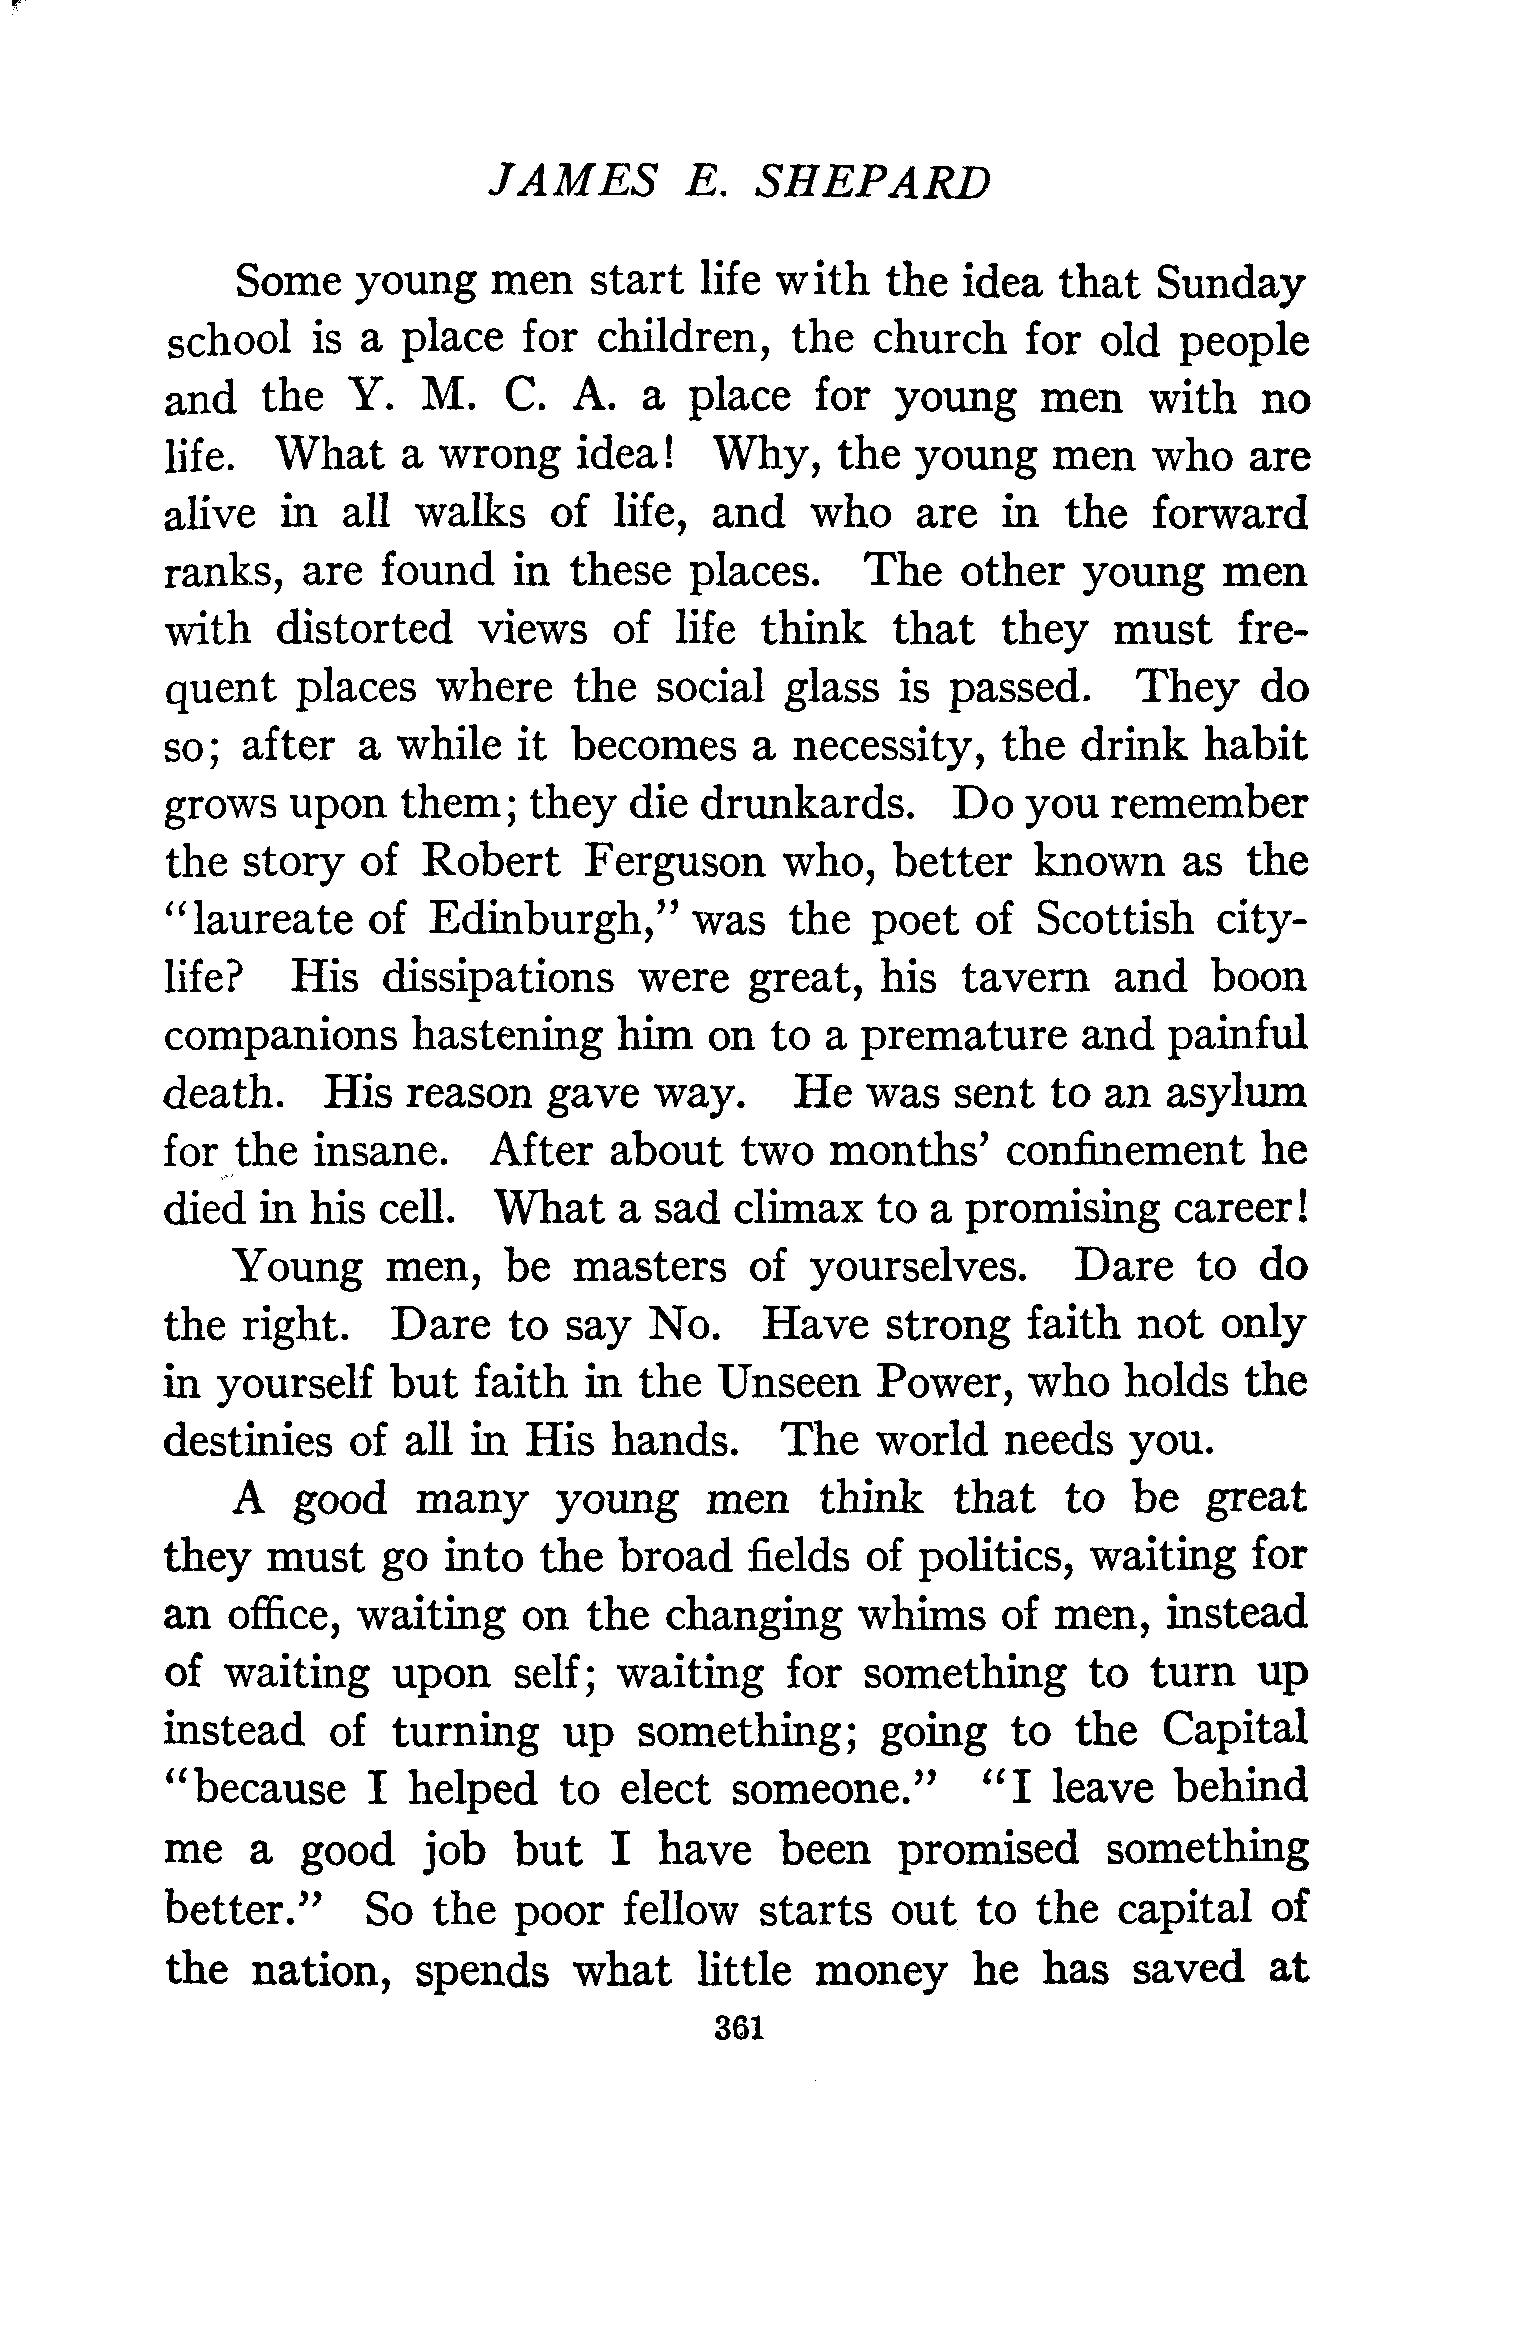 JAMES E. SHEPARD
Some young men start life with the idea that Sunday
school is a place for children, the church for old people
and the Y. M. C. A. a place for young men with no
life. What a wrong idea! Why, the young men who are
alive in all walks of life, and who are in the forward
ranks, are found in these places. The other young men
with distorted views of life think that they must fre-
quent places where the social glass is passed. They do
so; after a while it becomes a necessity, the drink habit
grows upon them; they die drunkards. Do you remember
the story of Robert Ferguson who, better known as the
"laureate of Edinburgh," was the poet of Scottish city-
life? His dissipations were great, his tavern and boon
companions hastening him on to a premature and painful
death. His reason gave way. He was sent to an asylum
for the insane. After about two months' confinement he
died in his cell. What a sad climax to a promising career!
Young men, be masters of yourselves. Dare to do
the right. Dare to say No. Have strong faith not only
in yourself but faith in the Unseen Power, who holds the
destinies of all in His hands. The world needs you.
A good many young men think that to be great
they must go into the broad fields of politics, waiting for
an office, waiting on the changing whims of men, instead
of waiting upon self; waiting for something to turn up
instead of turning up something; going to the Capital
"because I helped to elect someone." "I leave behind
me a good job but I have been promised something
better." So the poor fellow starts out to the capital of
the nation, spends what little money he has saved at
361